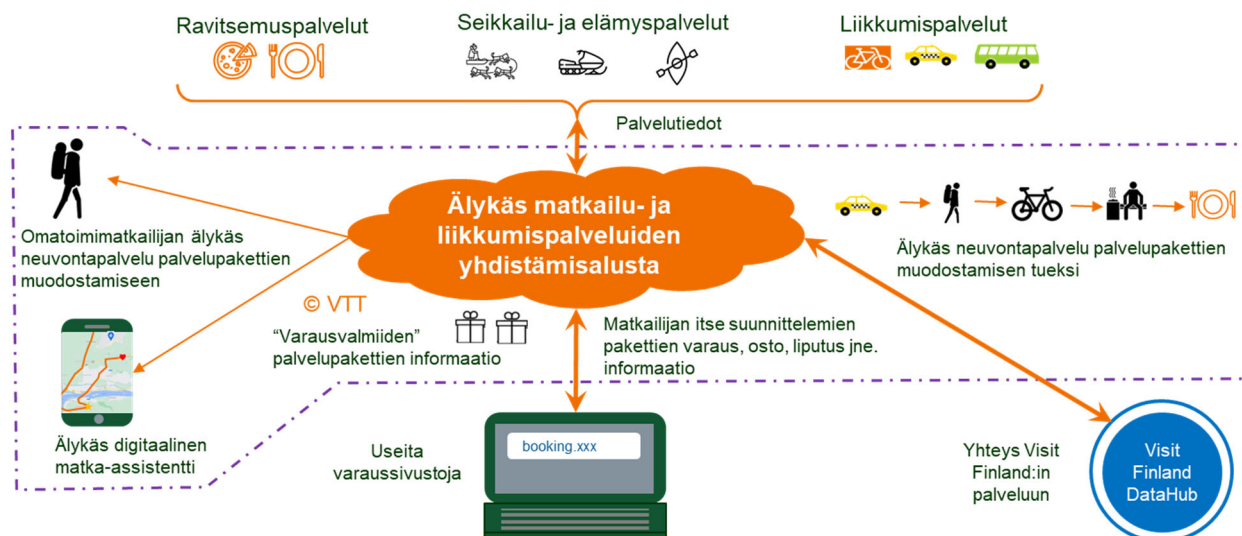 Ravitsemuspalvelut
Seikkailu- ja elämyspalvelut
Liikkumispalvelut
Palvelutiedot
Älykäs matkailu- ja
liikkumispalveluiden
yhdistämisalusta
Omatoimimatkailijan älykäs
neuvontapalvelu palvelupakettien
muodostamiseen
Älykäs neuvontapalvelu palvelupakettien
muodostamisen tueksi
© VTT
“Varausvalmiiden”
palvelupakettien informaatio
Matkailijan itse suunnittelemien
pakettien varaus, osto, liputus jne.
informaatio
Älykäs digitaalinen
matka-assistentti
Useita
varaussivustoja
booking.xxx
Yhteys Visit
Finland:in
palveluun
Visit
Finland
DataHub